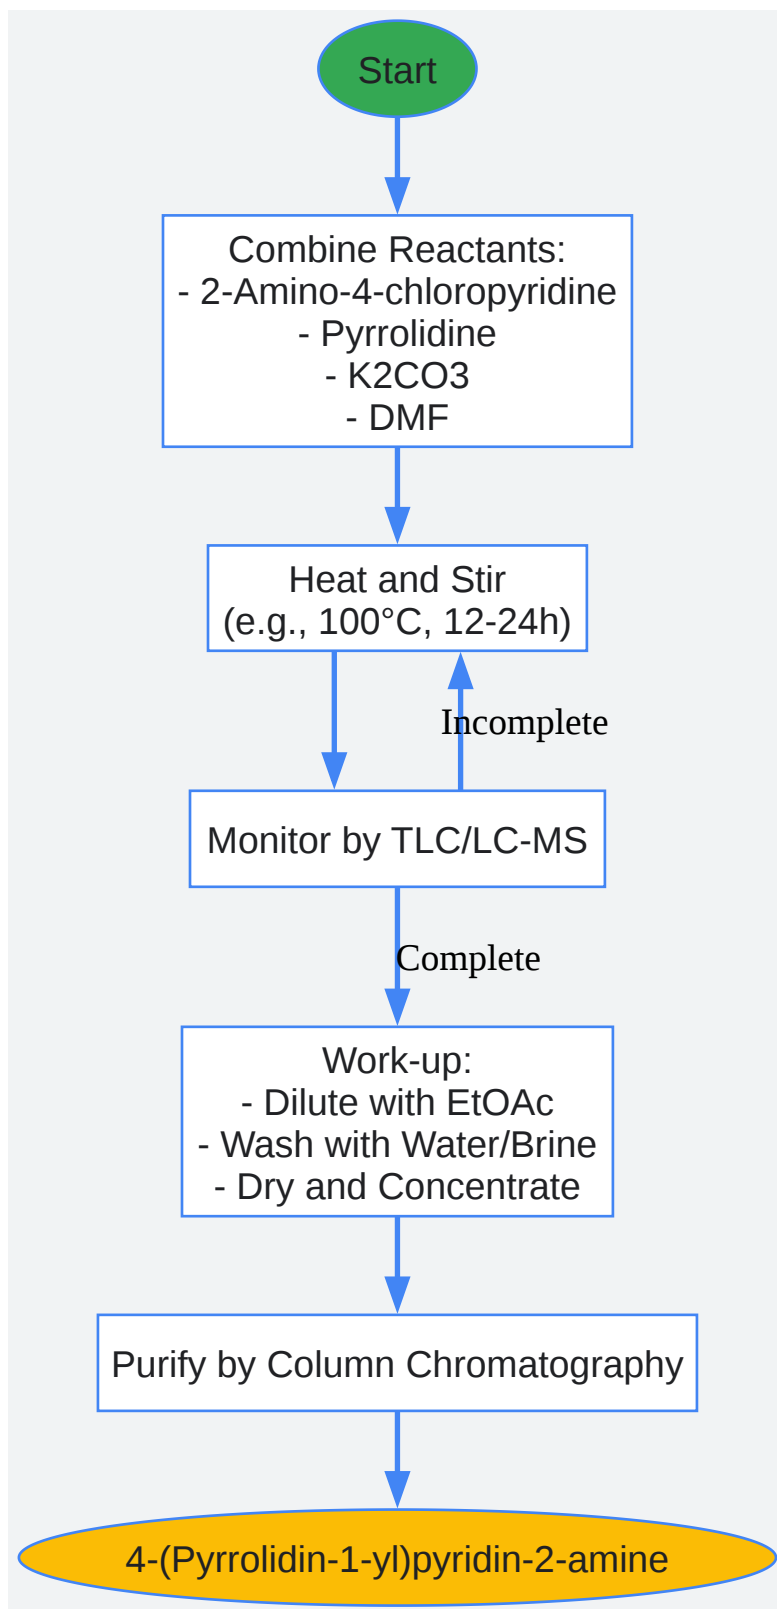 Start
Combine Reactants:
- 2-Amino-4-chloropyridine
- Pyrrolidine
- K2CO3
- DMF
Heat and Stir
(e.g., 100°C, 12-24h)
Incomplete
Monitor by TLC/LC-MS
Complete
Work-up:
- Dilute with EtOAc
- Wash with Water/Brine
- Dry and Concentrate
Purify by Column Chromatography
4-(Pyrrolidin-1-yl)pyridin-2-amine